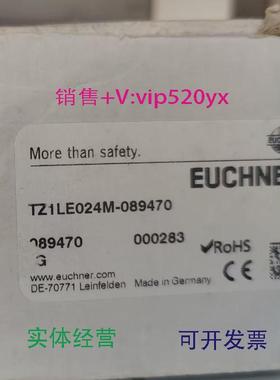 销售+V:vip520yx
More than safety.
EUCHNER
TZ1LE024M-089470
089470 000283
G
✓RoHS
CE
www.euchner.com
DE-70771 Leinfelden Made in Germany
实体经营 可开发票